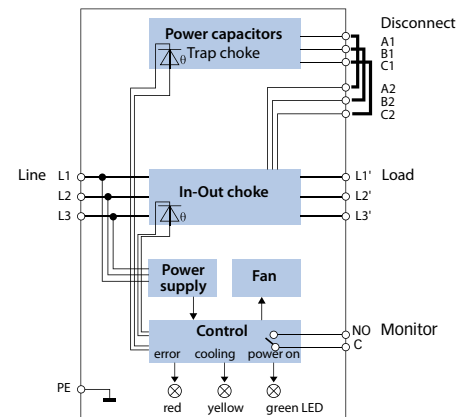 Power capacitors
Trap choke
θ
Disconnect
A1
B1
C1
A2
B2
C2
Line
L1
L2
L3
In-Out choke
θ
L1' Load
L2'
L3'
Power
supply
Fan
Control
error cooling power on
NO Monitor
C
PE
red yellow green LED